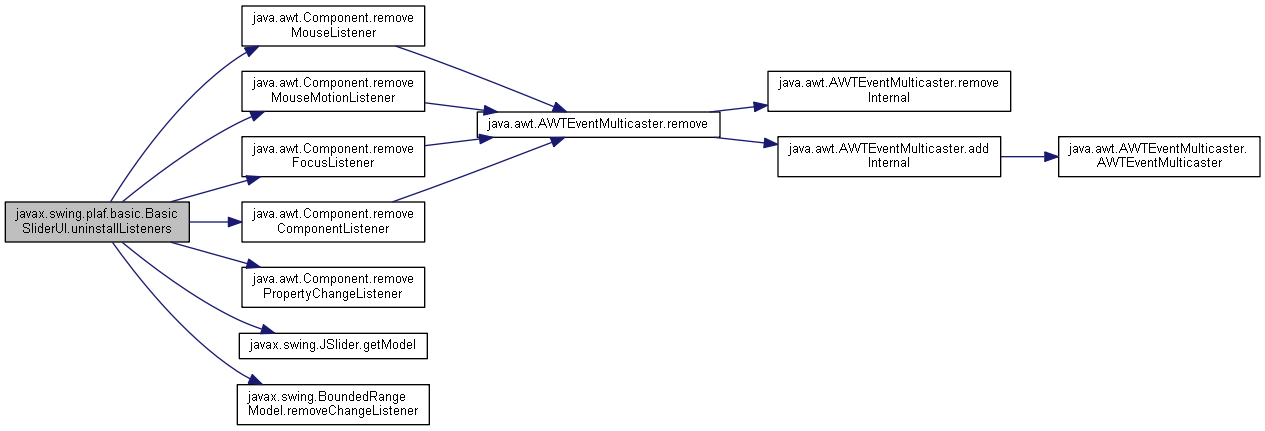 javax.swing.plaf.basic.Basic
SliderUI.uninstallListeners
java.awt.Component.remove
MouseListener
java.awt.Component.remove
MouseMotionListener
java.awt.Component.remove
FocusListener
java.awt.Component.remove
ComponentListener
java.awt.Component.remove
PropertyChangeListener
javax.swing.JSlider.getModel
javax.swing.BoundedRange
Model.removeChangeListener
java.awt.AWTEventMulticaster.remove
java.awt.AWTEventMulticaster.remove
Internal
java.awt.AWTEventMulticaster.add
Internal
java.awt.AWTEventMulticaster.
AWTEventMulticaster